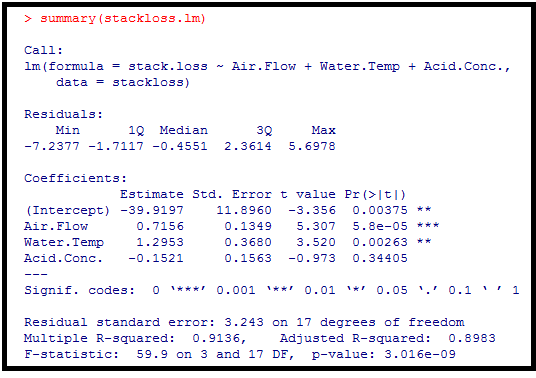 > summary(stackloss.lm)
Call:
lm(formula = stack.loss ~ Air.Flow + Water.Temp + Acid.Conc.,
    data = stackloss)
Residuals:
    Min      1Q  Median      3Q     Max
-7.2377 -1.7117 -0.4551  2.3614  5.6978
Coefficients:
            Estimate Std. Error t value Pr(>|t|)
(Intercept) -39.9197    11.8960  -3.356  0.00375 **
Air.Flow      0.7156     0.1349   5.307  5.8e-05 ***
Water.Temp    1.2953     0.3680   3.520  0.00263 **
Acid.Conc.   -0.1521     0.1563  -0.973  0.34405
---
Signif. codes:  0 ‘***’ 0.001 ‘**’ 0.01 ‘*’ 0.05 ‘.’ 0.1 ‘ ’ 1
Residual standard error: 3.243 on 17 degrees of freedom
Multiple R-squared:  0.9136,    Adjusted R-squared:  0.8983
F-statistic:  59.9 on 3 and 17 DF,  p-value: 3.016e-09